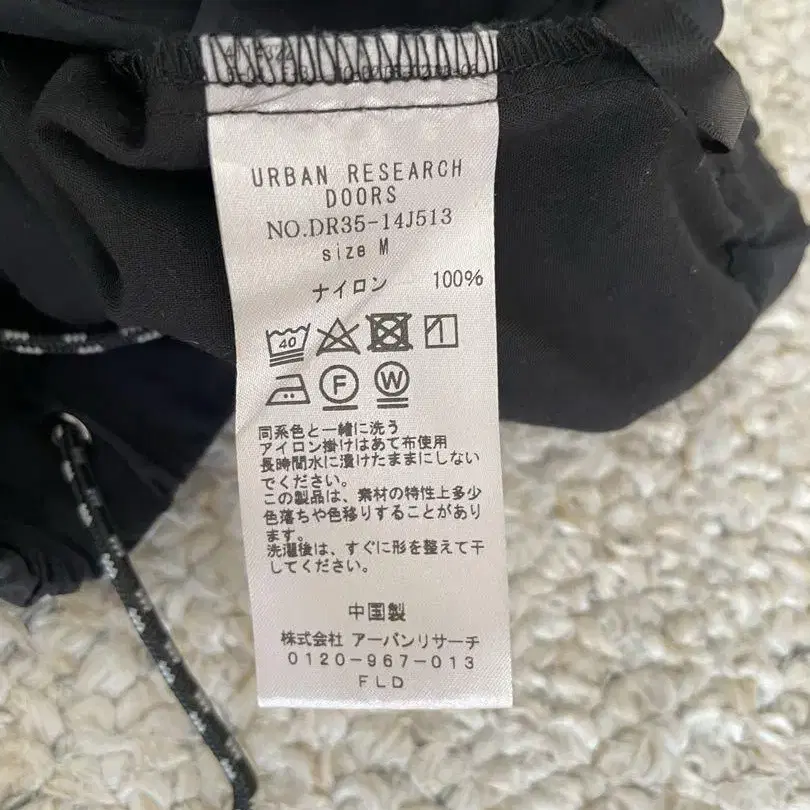 URBAN RESEARCH
DOORS
NO.DR35-14J513
size M
ナイロン 100%
40
F W
同系色と一緒に洗う
アイロン掛けはあて布使用
長時間水に漬けたままにしない
でください。
この製品は、素材の特性上多少
色落ちや色移りすることがあり
ます。
洗濯後は、すぐに形を整えて干
してください。
中国製
株式会社 アーバンリサーチ
0120-967-013
FLD